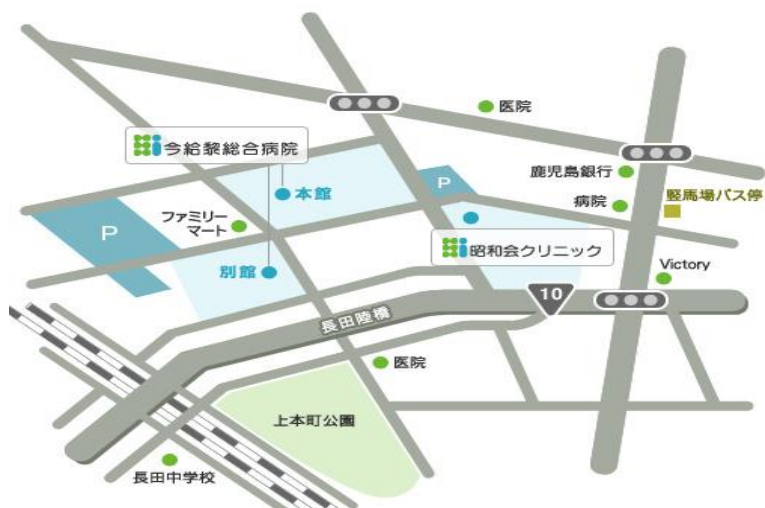 医院
今給黎総合病院
鹿児島銀行
P
本館
病院
竪馬場バス停
ファミリー
マート
P
昭和会クリニック
別館
Victory
10
長田陸橋
医院
上本町公園
長田中学校